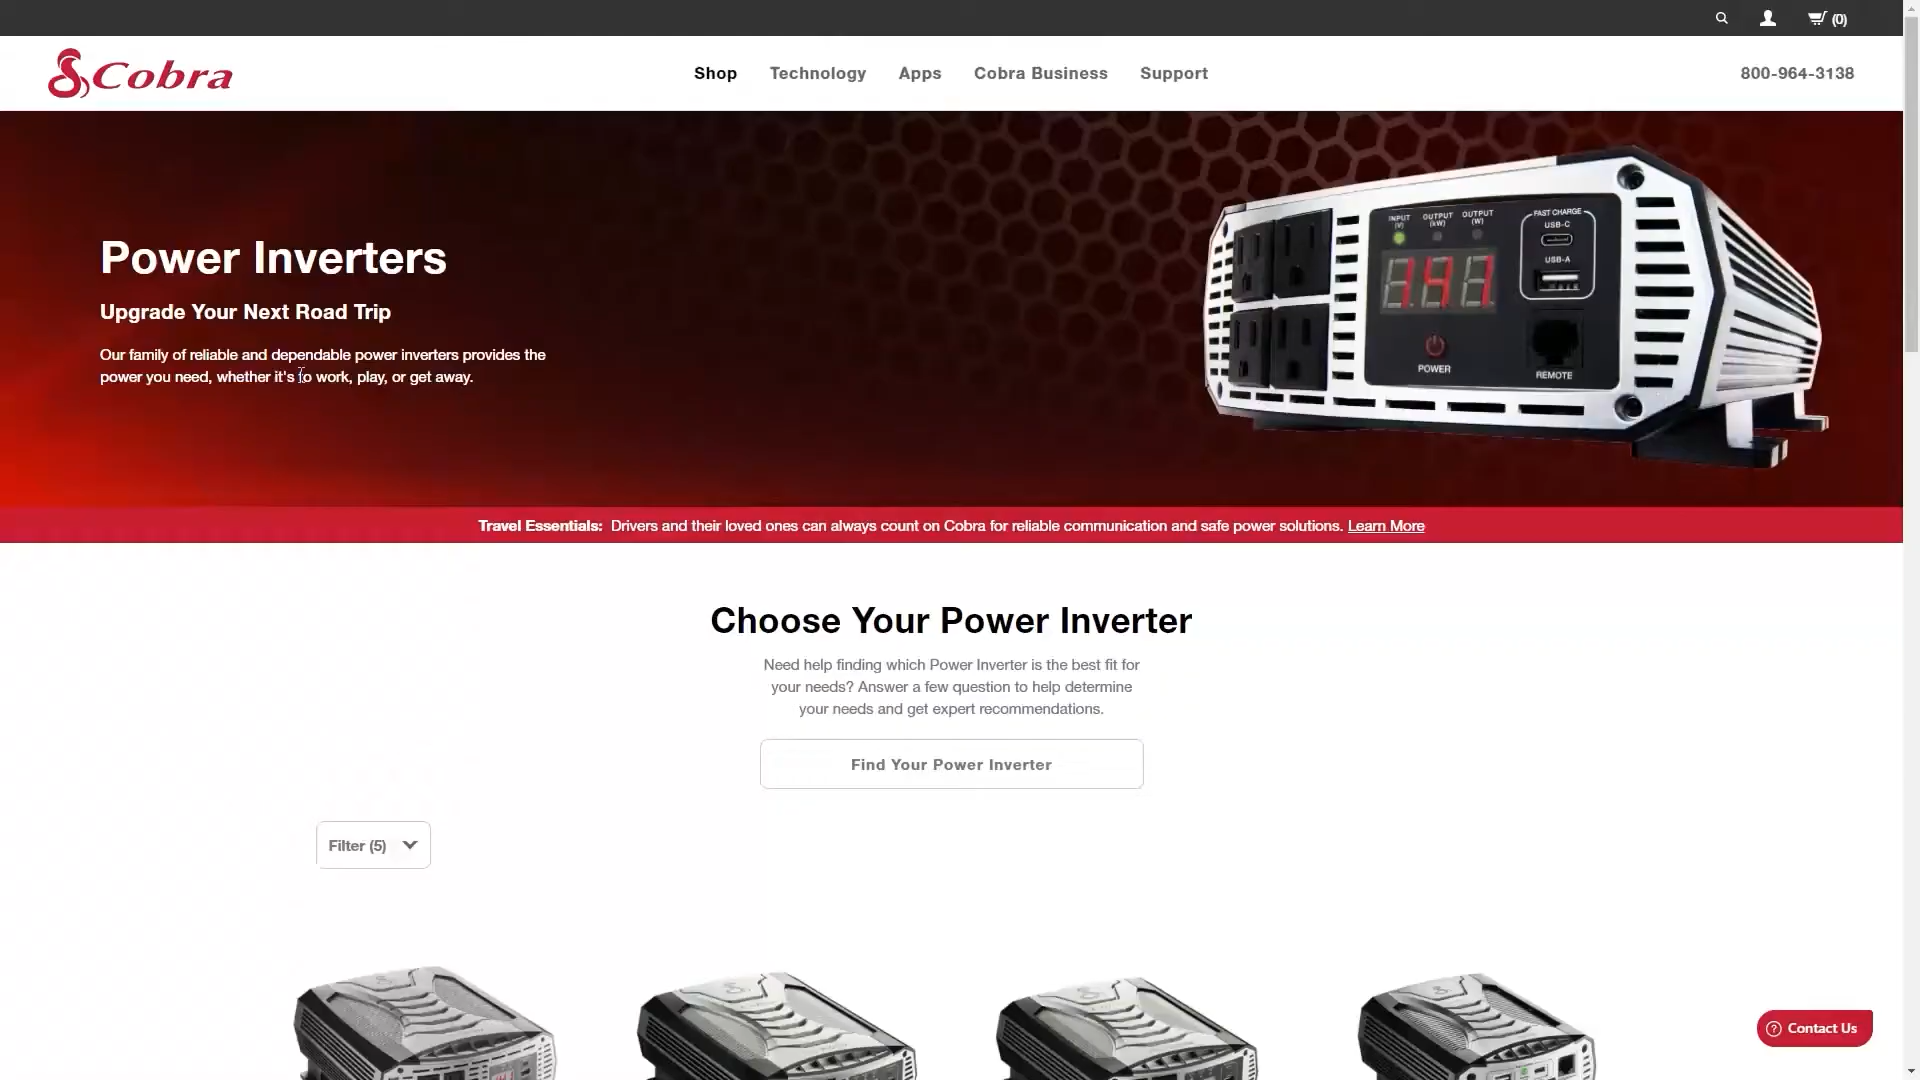 (0)
Cobra
Shop
Technology
Apps
Cobra Business
Support
800-964-3138
Power Inverters
Upgrade Your Next Road Trip
Our family of reliable and dependable power inverters provides the
power you need, whether it's to work, play, or get away.
INPUT (V)
OUTPUT (kW)
OUTPUT (W)
FAST CHARGE
USB-C
USB-A
141
POWER
REMOTE
Travel Essentials: Drivers and their loved ones can always count on Cobra for reliable communication and safe power solutions. Learn More
Choose Your Power Inverter
Need help finding which Power Inverter is the best fit for
your needs? Answer a few question to help determine
your needs and get expert recommendations.
Find Your Power Inverter
Filter (5)
Contact Us